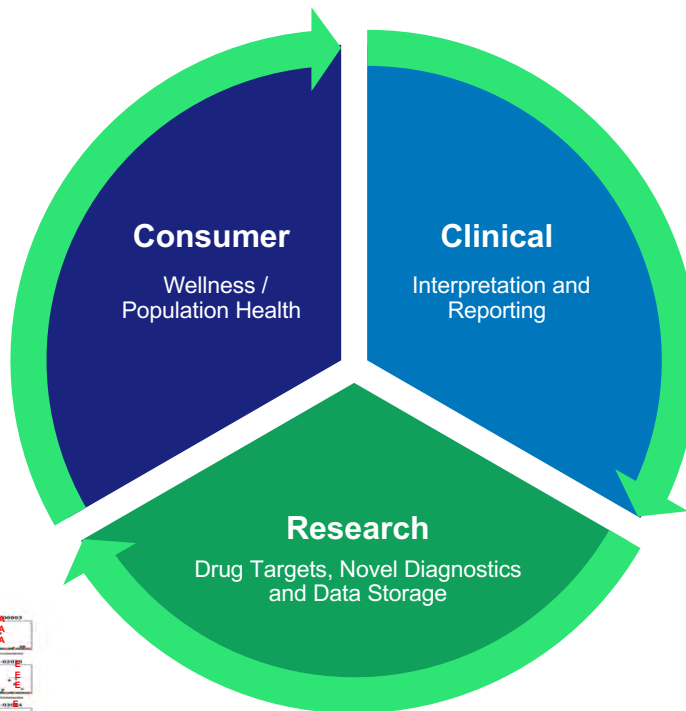 Consumer
Wellness /
Population Health
Clinical
Interpretation and
Reporting
Research
Drug Targets, Novel Diagnostics
and Data Storage